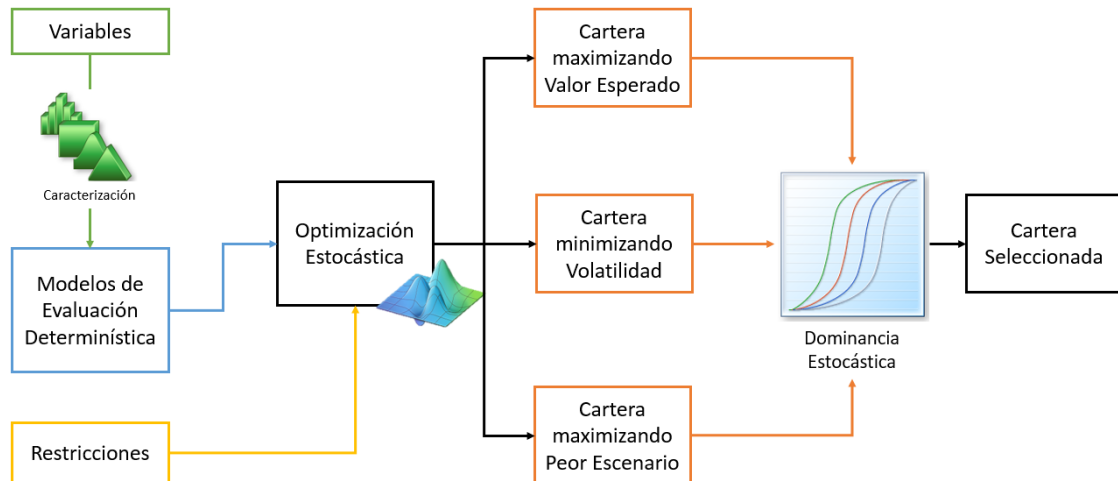 Variables
Caracterización
Modelos de
Evaluación
Determinística
Restricciones
Optimización
Estocástica
Cartera
maximizando
Valor Esperado
Cartera
minimizando
Volatilidad
Cartera
maximizando
Peor Escenario
Dominancia
Estocástica
Cartera
Seleccionada